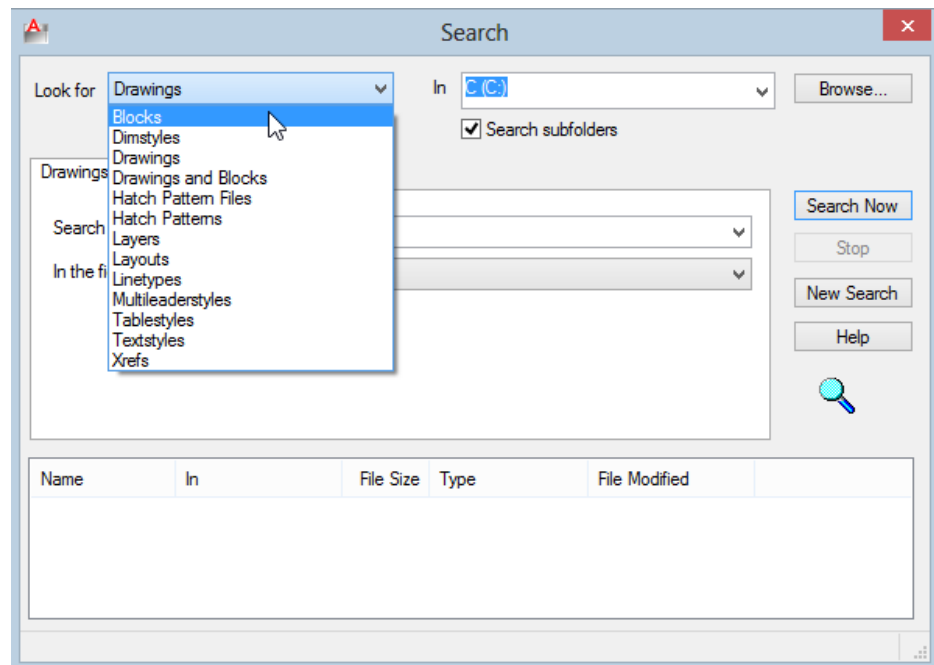 Search
Look for Drawings In C (C:) Browse...
Search subfolders
Blocks
Dimstyles
Drawings
Drawings and Blocks
Hatch Pattern Files
Hatch Patterns
Layers
Layouts
Linetypes
Multileaderstyles
Tablestyles
Textstyles
Xrefs
Drawings
Search
In the fi
Search Now
Stop
New Search
Help
Name In File Size Type File Modified